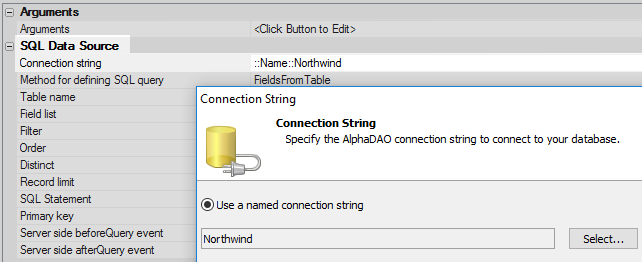 Arguments
Arguments <Click Button to Edit>
SQL Data Source
Connection string ::Name::Northwind
Method for defining SQL query FieldsFromTable
Table name
Field list
Filter
Order
Distinct
Record limit
SQL Statement
Primary key
Server side beforeQuery event
Server side afterQuery event
Connection String
Connection String
Specify the AlphaDAO connection string to connect to your database.
Use a named connection string
Northwind Select...